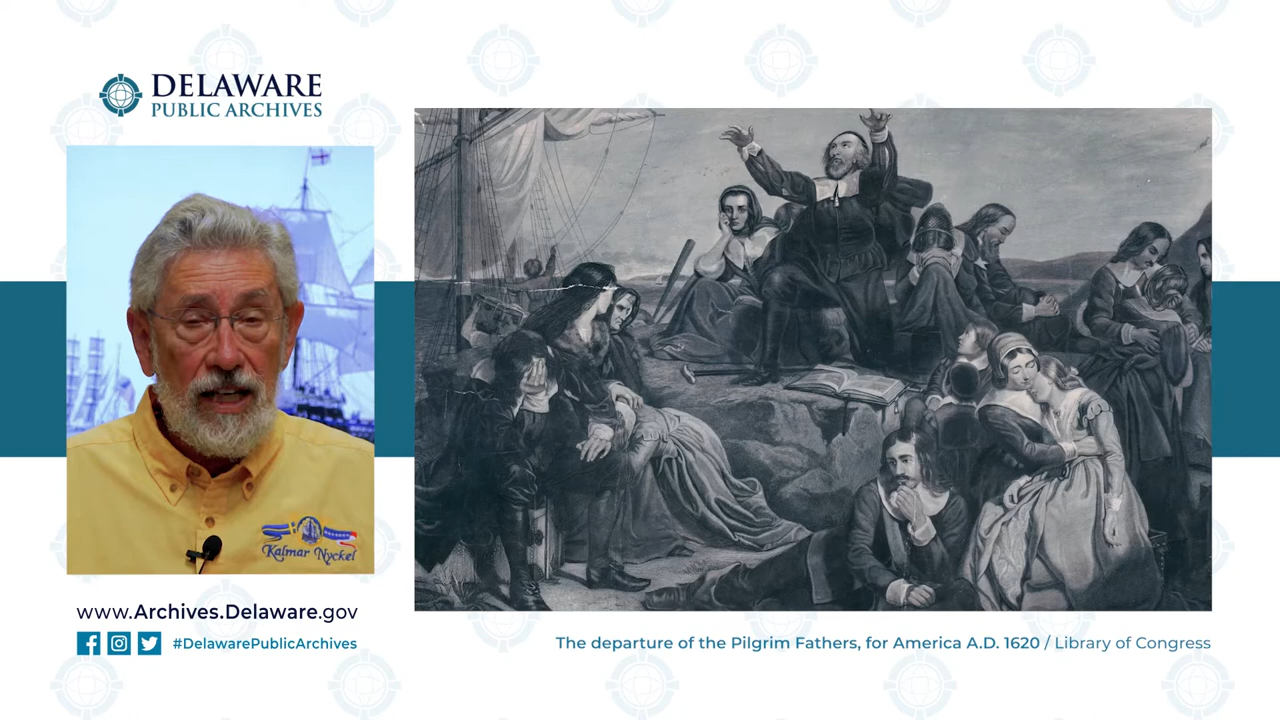 DELAWARE
PUBLIC ARCHIVES
Kalmar Nyckel
www.Archives.Delaware.gov
#DelawarePublicArchives
The departure of the Pilgrim Fathers, for America A.D. 1620 / Library of Congress